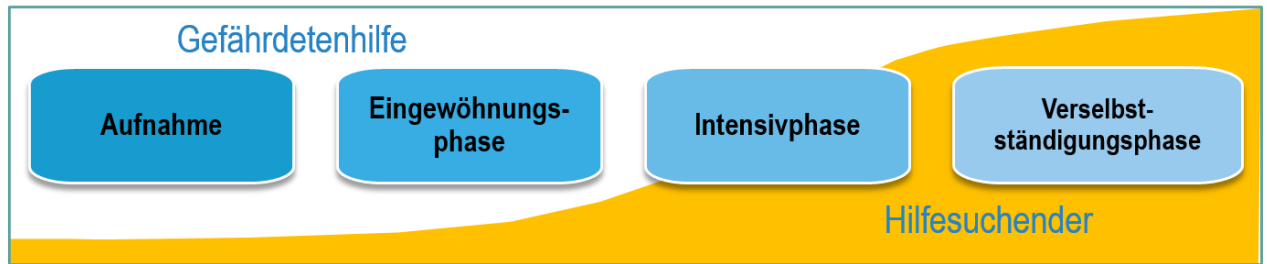 Gefährdetenhilfe
Aufnahme
Eingewöhnungs-
phase
Intensivphase
Verselbst-
ständigungsphase
Hilfesuchender